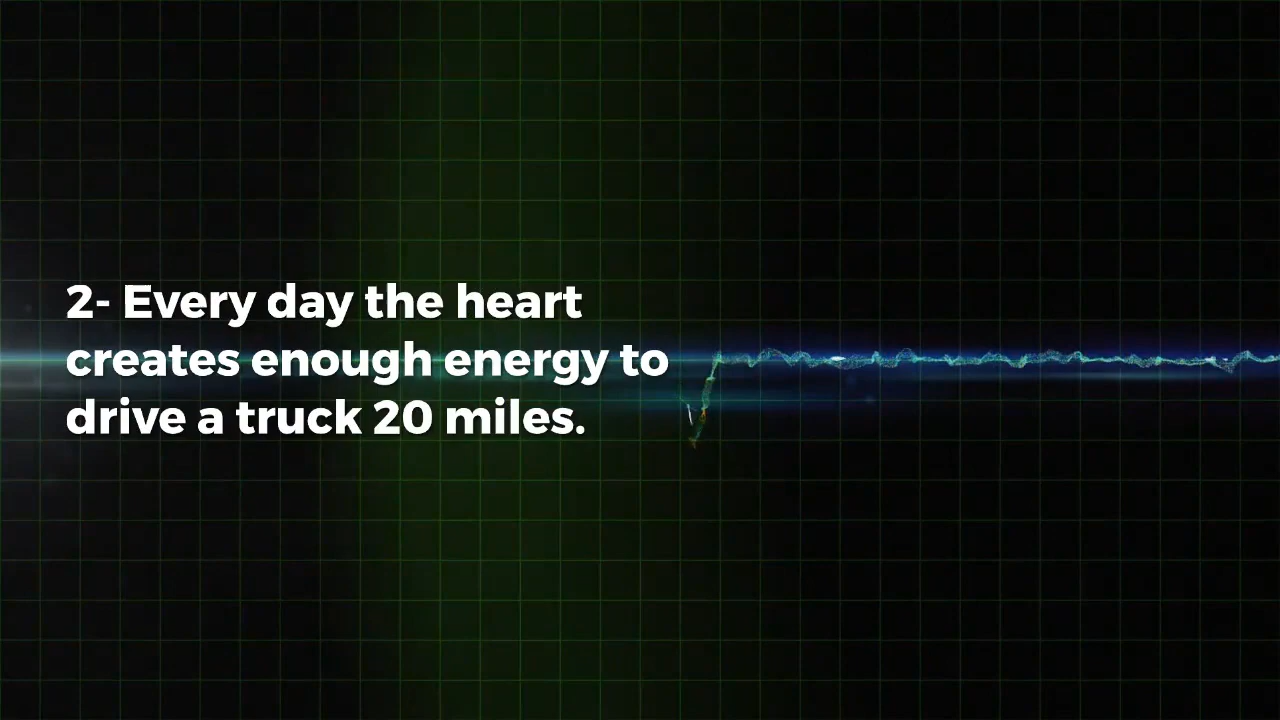 2- Every day the heart
creates enough energy to
drive a truck 20 miles.